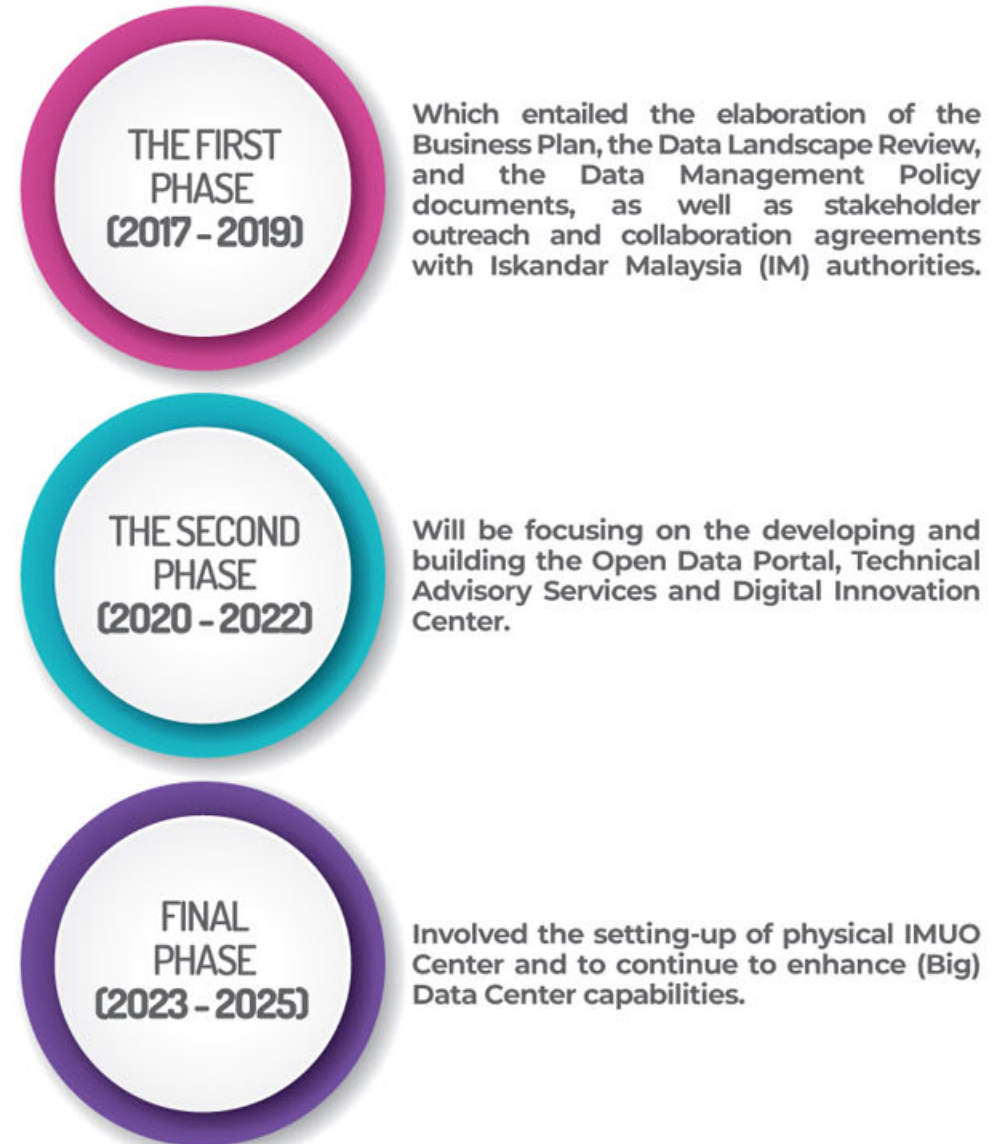 THE FIRST
PHASE
(2017 - 2019)
Which entailed the elaboration of the
Business Plan, the Data Landscape Review,
and the Data Management Policy
documents, as well as stakeholder
outreach and collaboration agreements
with Iskandar Malaysia (IM) authorities.
THE SECOND
PHASE
(2020 - 2022)
Will be focusing on the developing and
building the Open Data Portal, Technical
Advisory Services and Digital Innovation
Center.
FINAL
PHASE
(2023 - 2025)
Involved the setting-up of physical IMUO
Center and to continue to enhance (Big)
Data Center capabilities.